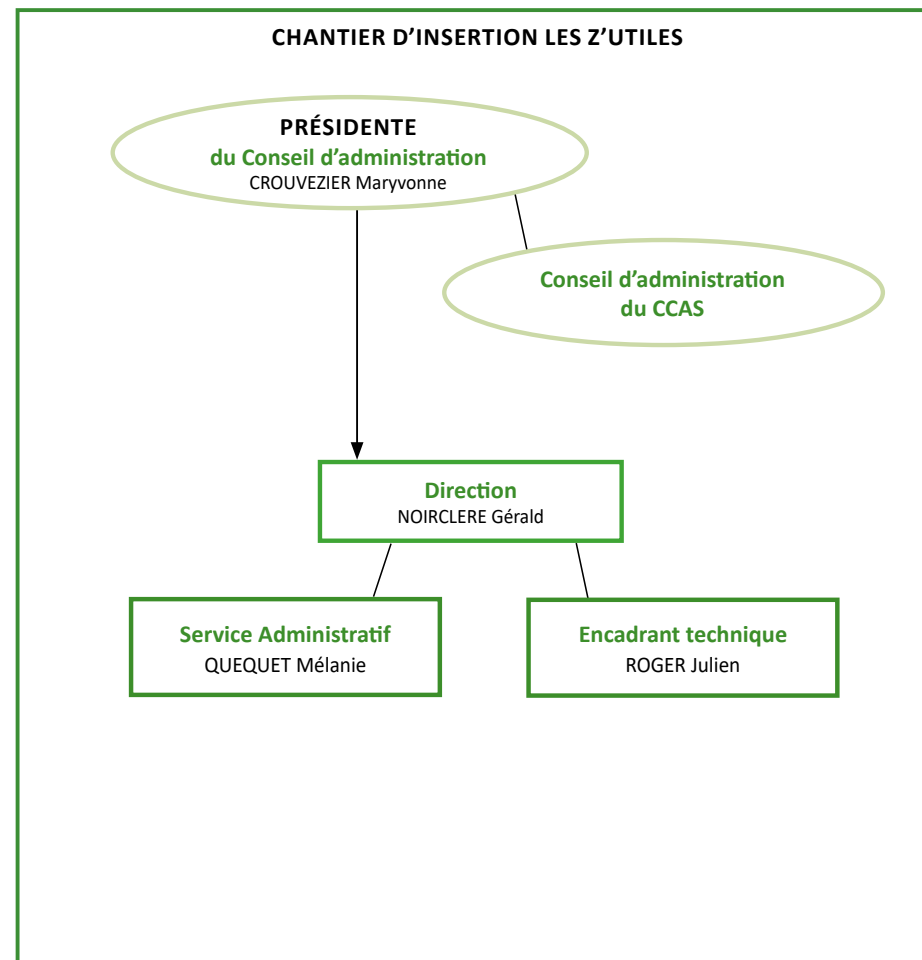 CHANTIER D’INSERTION LES Z’UTILES
PRÉSIDENTE
du Conseil d’administration
CROUVEZIER Maryvonne
Conseil d’administration
du CCAS
Direction
NOIRCLERE Gérald
Service Administratif
QUEQUET Mélanie
Encadrant technique
ROGER Julien